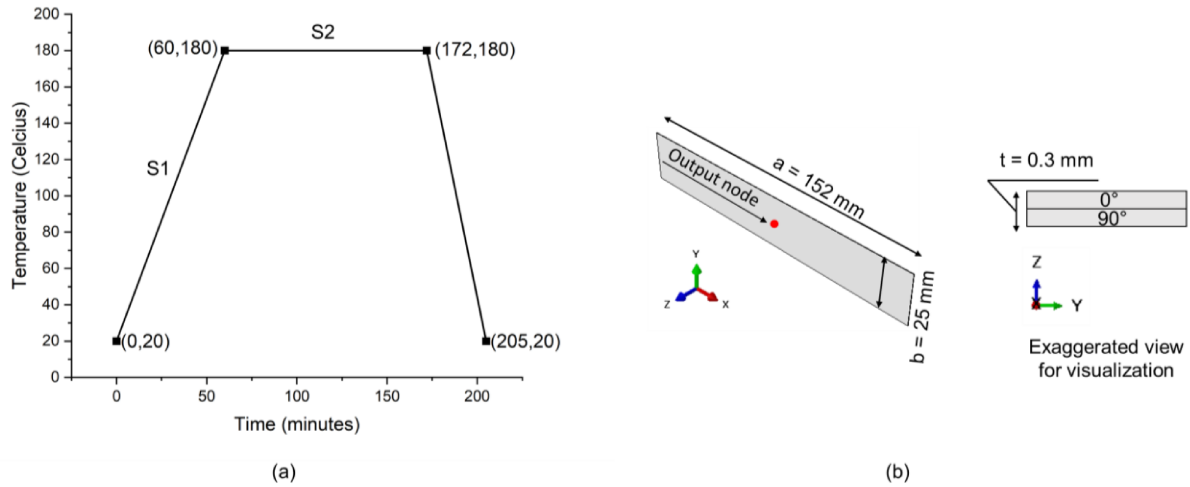 200
180
160
140
120
100
80
60
40
20
0
Temperature (Celcius)
(60,180)
S2
(172,180)
S1
(0,20)
(205,20)
0
50
100
150
200
Time (minutes)
(a)
a = 152 mm
Output node
b = 25 mm
Y
Z
X
t = 0.3 mm
0°
90°
Z
X
Y
Exaggerated view
for visualization
(b)